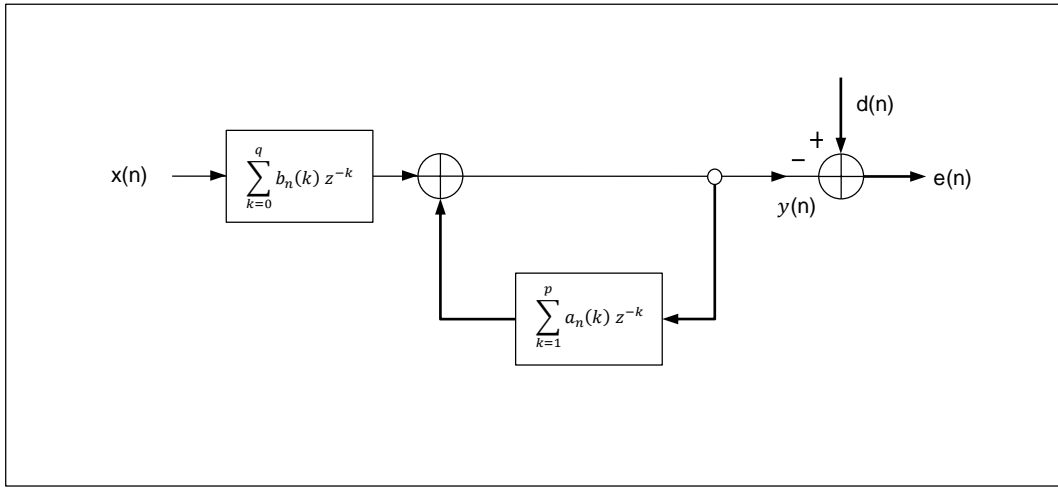 d(n)
x(n)
q
∑ b_n(k) z^{-k}
k=0
+
−
e(n)
y(n)
p
∑ a_n(k) z^{-k}
k=1